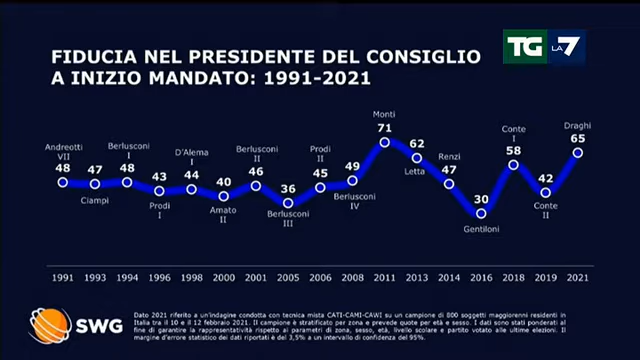 FIDUCIA NEL PRESIDENTE DEL CONSIGLIO
A INIZIO MANDATO: 1991-2021
TG LA7
Andreotti
VII
48
47
Ciampi
Berlusconi
I
48
43
Prodi
I
D'Alema
I
44
40
Amato
II
Berlusconi
II
46
36
Berlusconi
III
Prodi
II
45
49
Berlusconi
IV
Monti
71
62
Letta
Renzi
47
30
Gentiloni
Conte
I
58
42
Conte
II
Draghi
65
1991 1993 1994 1996 1998 2000 2001 2005 2006 2008 2011 2013 2014 2016 2018 2019 2021
SWG
Dato 2021 riferito a un'indagine condotta con tecnica mista CATI-CAMI-CAWI su un campione di 800 soggetti maggiorenni residenti in
Italia tra il 10 e il 12 febbraio 2021. Il campione è stratificato per zona e prevede quote per età e sesso. I dati sono stati ponderati al
fine di garantire la rappresentatività rispetto ai parametri di zona, sesso, età, livello scolare e partito votato alle ultime elezioni. Il
margine d'errore statistico dei dati riportati è del 3,5% a un intervallo di confidenza del 95%.